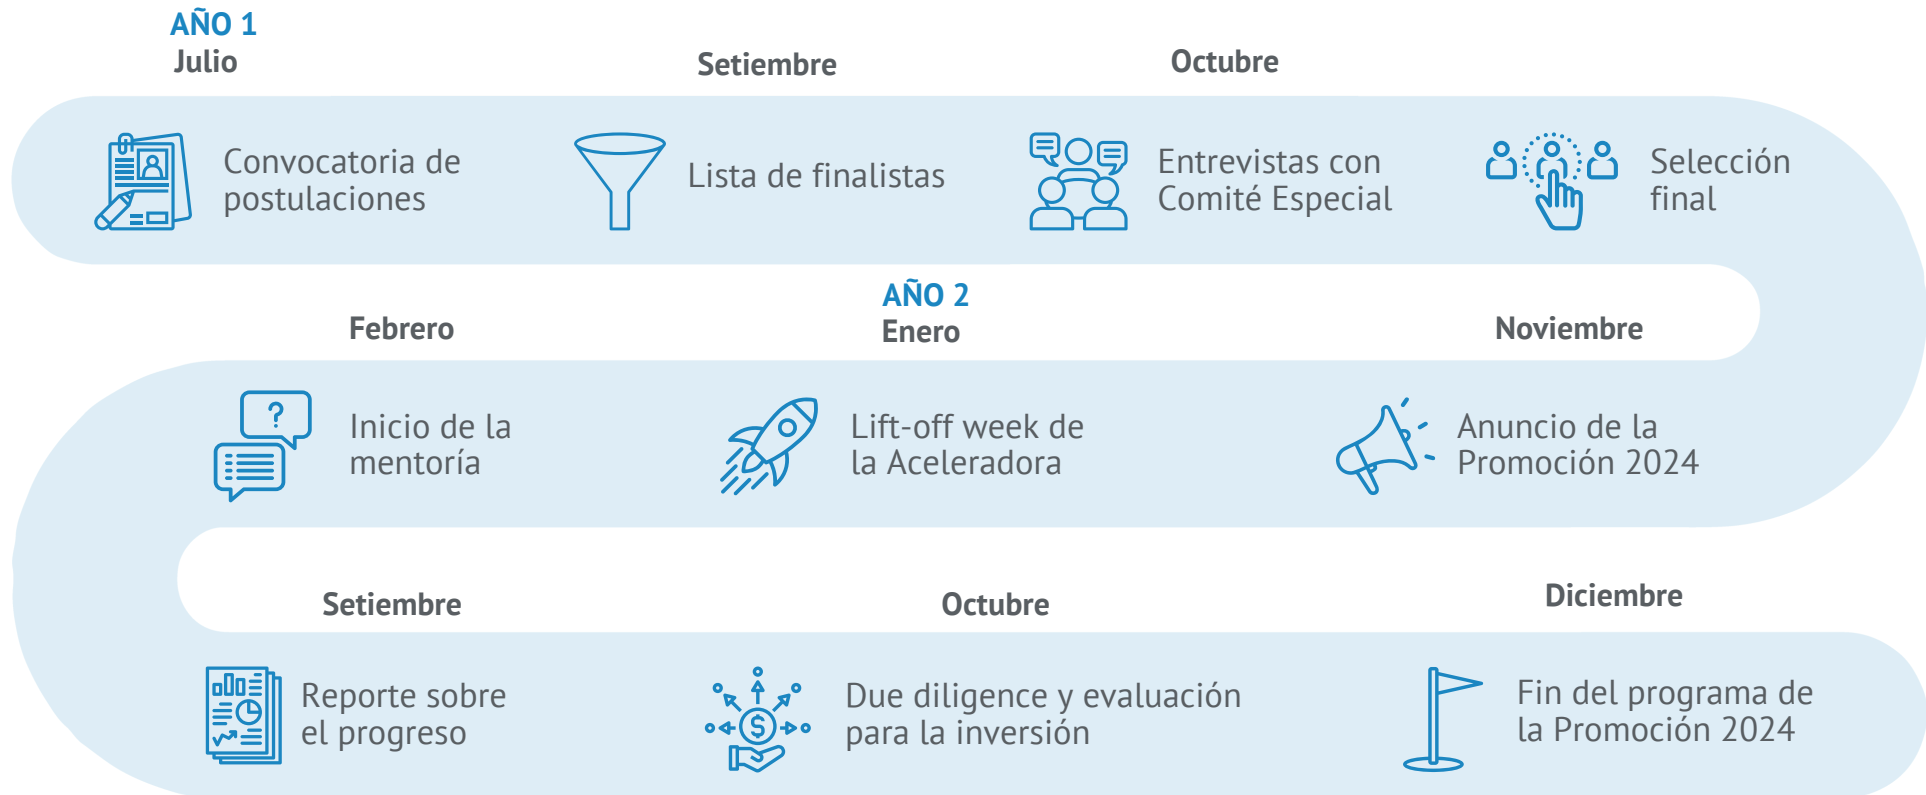 AÑO 1
Julio
Setiembre
Octubre
Convocatoria de
postulaciones
Lista de finalistas
Entrevistas con
Comité Especial
Selección
final
Noviembre
Anuncio de la
Promoción 2024
AÑO 2
Enero
Lift-off week de
la Aceleradora
Febrero
?
Inicio de la
mentoría
Setiembre
Reporte sobre
el progreso
Octubre
$
Due diligence y evaluación
para la inversión
Diciembre
Fin del programa de
la Promoción 2024